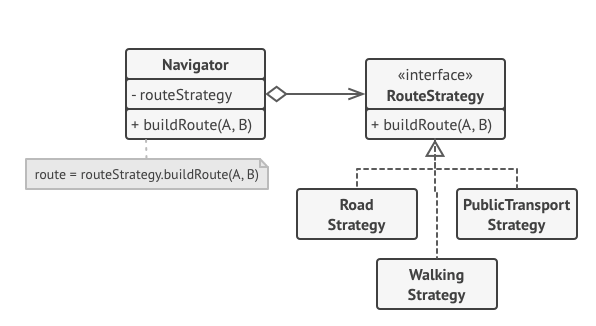 Navigator
- routeStrategy
+ buildRoute(A, B)
route = routeStrategy.buildRoute(A, B)
«interface»
RouteStrategy
+ buildRoute(A, B)
Road
Strategy
PublicTransport
Strategy
Walking
Strategy